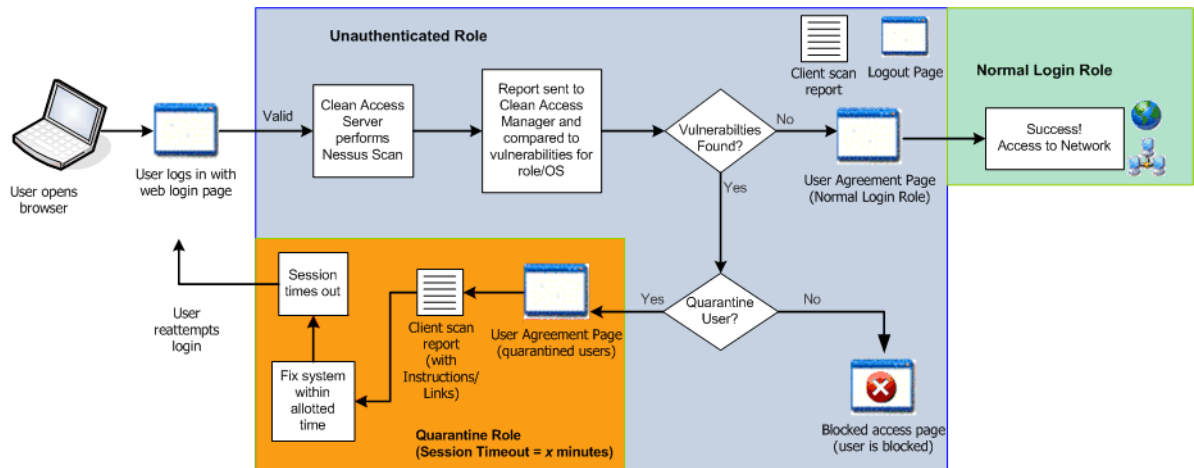 Unauthenticated Role
Client scan
report
Logout Page
Normal Login Role
User opens
browser
User logs in with
web login page
Valid
Clean Access
Server
performs
Nessus Scan
Report sent to
Clean Access
Manager and
compared to
vulnerabilities for
role/OS
Vulnerabilties
Found?
No
User Agreement Page
(Normal Login Role)
Success!
Access to Network
Yes
Quarantine
User?
No
Blocked access page
(user is blocked)
Yes
User Agreement Page
(quarantined users)
Client scan
report
(with
Instructions/
Links)
Fix system
within
allotted
time
Session
times out
User
reattempts
login
Quarantine Role
(Session Timeout = x minutes)